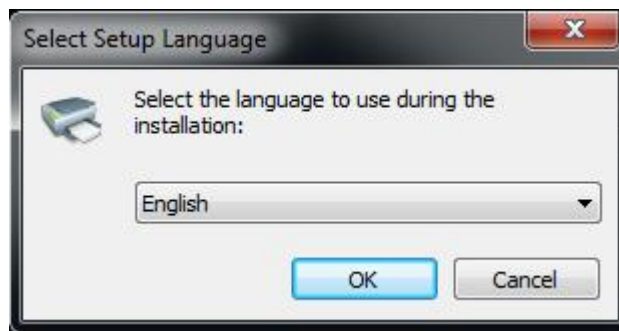 Select Setup Language
Select the language to use during the
installation:
English
OK
Cancel